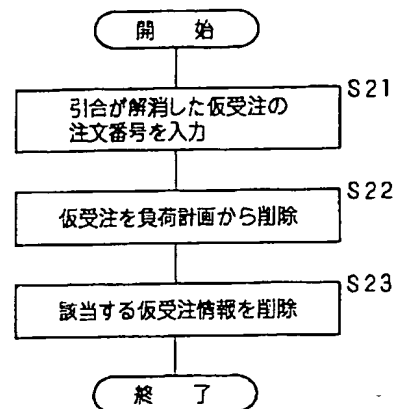 開 始
S21
引合が解消した仮受注の
注文番号を入力
S22
仮受注を負荷計画から削除
S23
該当する仮受注情報を削除
終 了